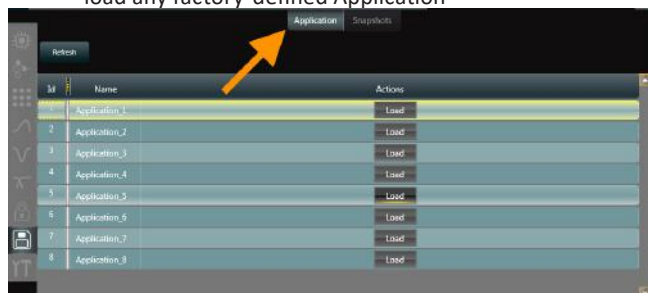 load any factory-defined Application
Application Snapshots
Refresh
Id Name Actions
1 Application_1 Load
2 Application_2 Load
3 Application_3 Load
4 Application_4 Load
5 Application_5 Load
6 Application_6 Load
7 Application_7 Load
8 Application_8 Load